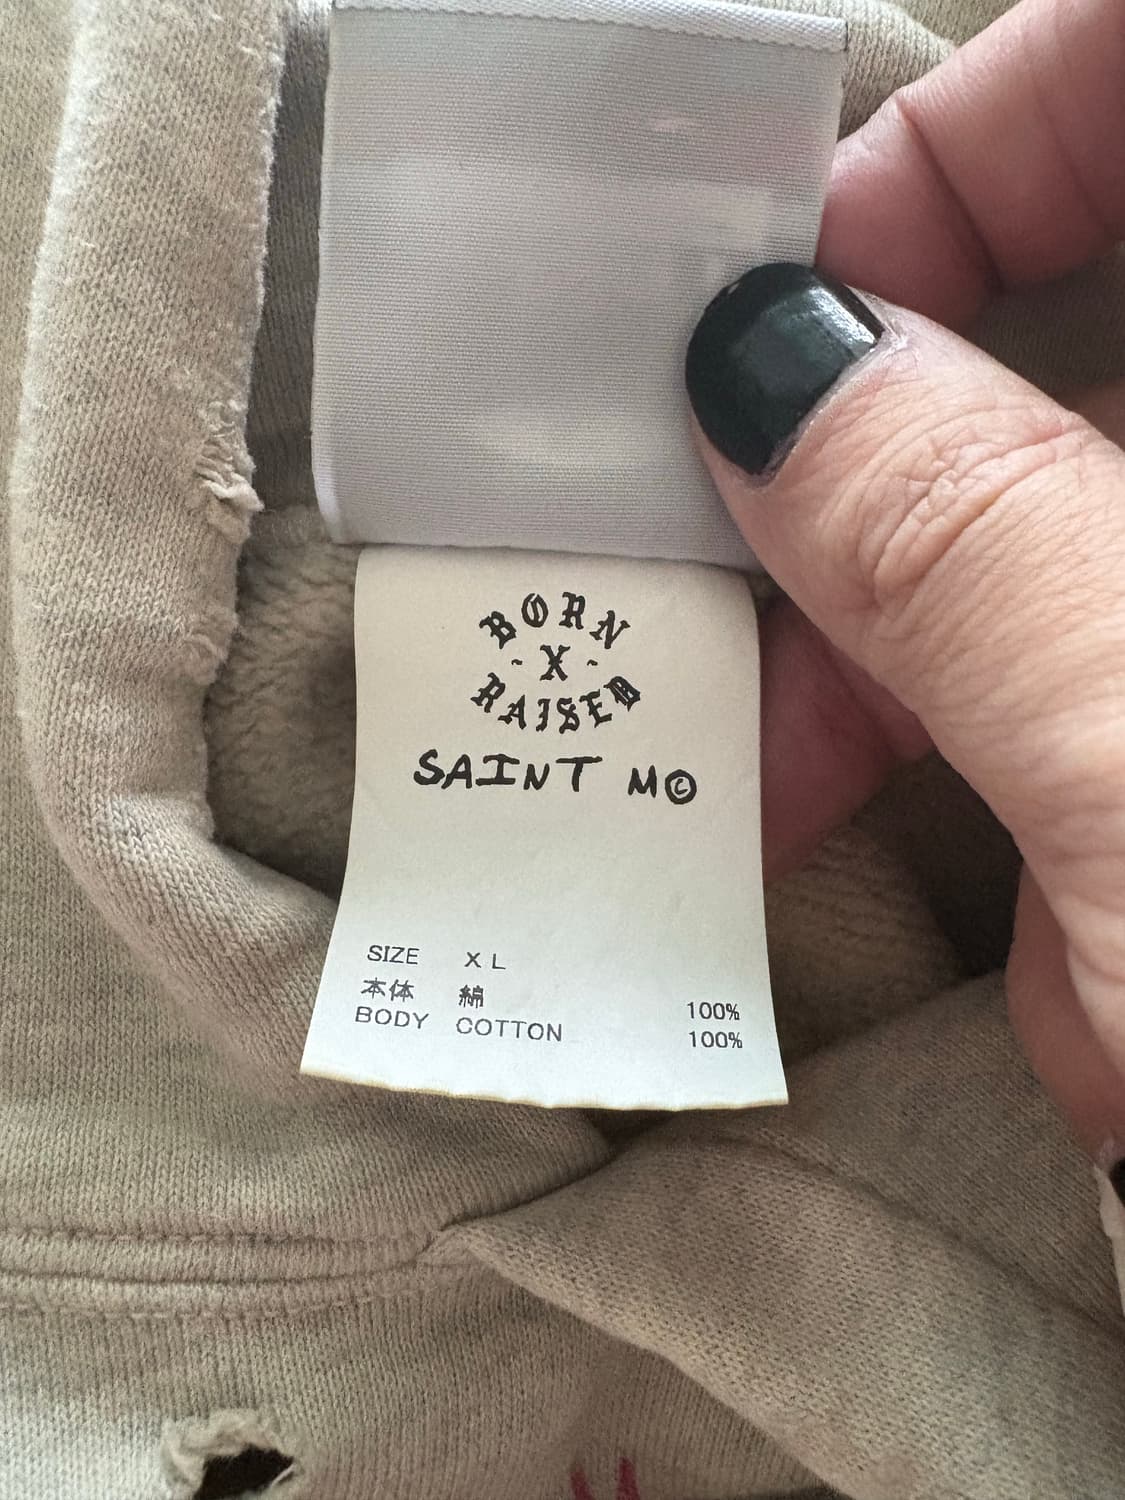 BORN
- X -
RAISED
SAINT M©
SIZE XL
本体 綿 100%
BODY COTTON 100%